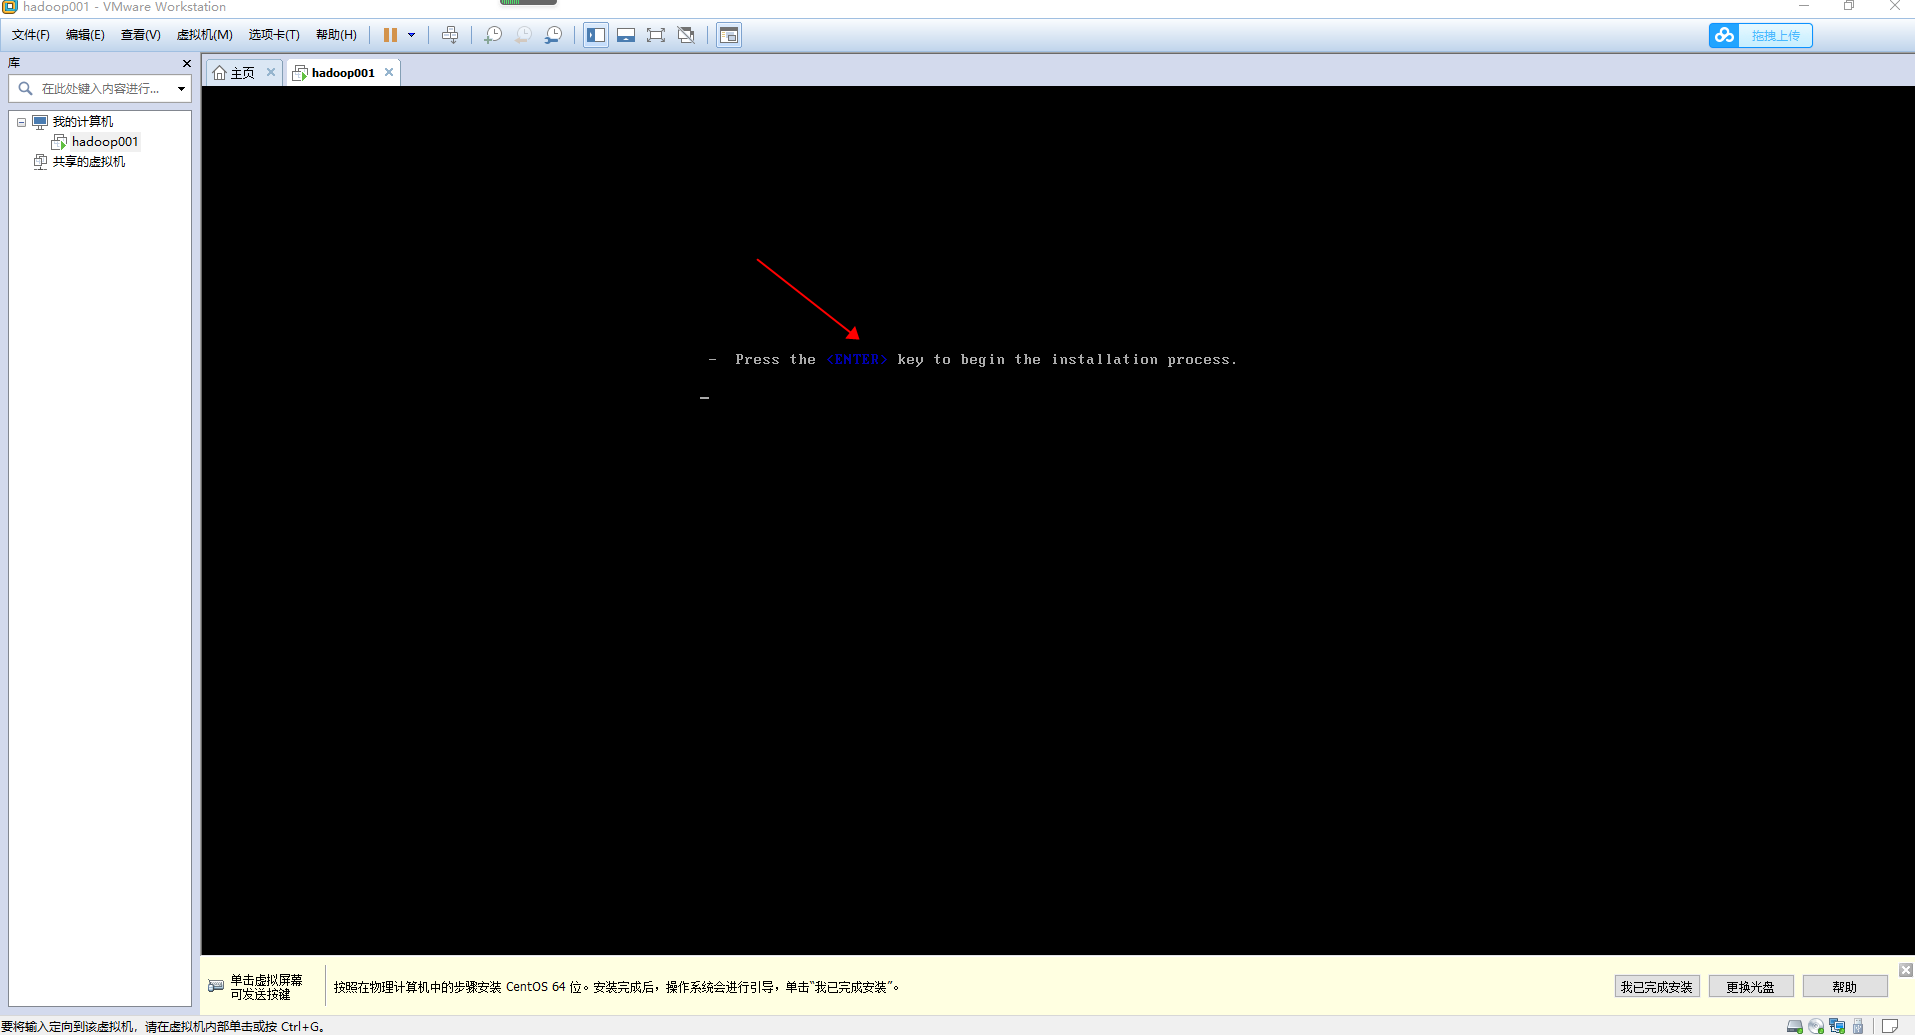 hadoop001 - VMware Workstation
文件(F) 编辑(E) 查看(V) 虚拟机(M) 选项卡(T) 帮助(H)
拖拽上传
库
主页
hadoop001
在此处键入内容进行...
我的计算机
hadoop001
共享的虚拟机
- Press the <ENTER> key to begin the installation process.
单击虚拟屏幕
可发送按键
按照在物理计算机中的步骤安装 CentOS 64 位。安装完成后，操作系统会进行引导，单击“我已完成安装”。
我已完成安装
更换光盘
帮助
要将输入定向到该虚拟机，请在虚拟机内部单击或按 Ctrl+G。